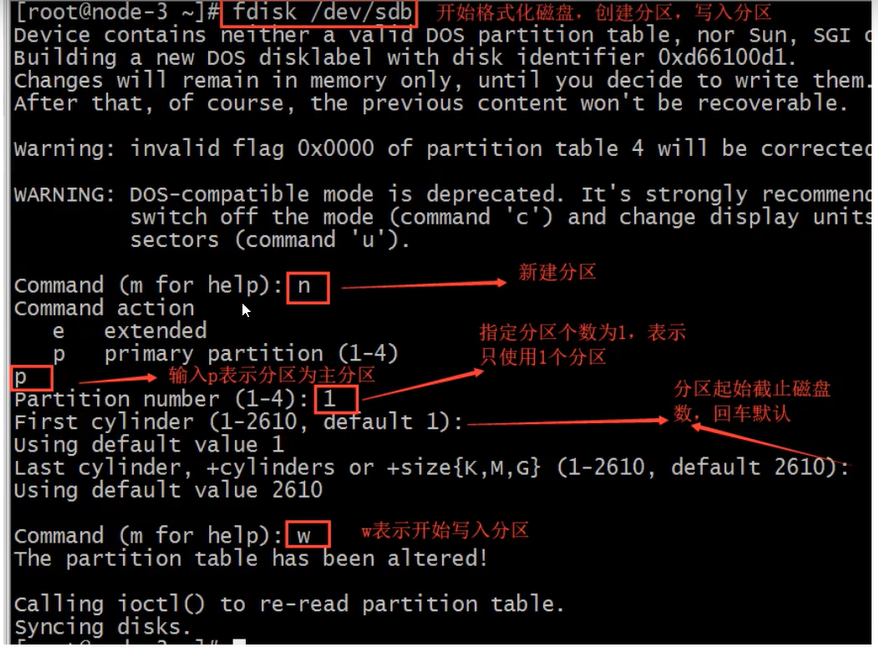 [root@node-3 ~]# fdisk /dev/sdb 开始格式化磁盘，创建分区，写入分区
Device contains neither a valid DOS partition table, nor Sun, SGI
Building a new DOS disklabel with disk identifier 0xd66100d1.
Changes will remain in memory only, until you decide to write them.
After that, of course, the previous content won't be recoverable.
Warning: invalid flag 0x0000 of partition table 4 will be corrected
WARNING: DOS-compatible mode is deprecated. It's strongly recommend
switch off the mode (command 'c') and change display units
sectors (command 'u').
Command (m for help): n 新建分区
Command action
e extended
p primary partition (1-4)
指定分区个数为1，表示
只使用1个分区
p 输入p表示分区为主分区
Partition number (1-4): 1
First cylinder (1-2610, default 1):
分区起始截止磁盘
数，回车默认
Using default value 1
Last cylinder, +cylinders or +size{K,M,G} (1-2610, default 2610):
Using default value 2610
Command (m for help): w w表示开始写入分区
The partition table has been altered!
Calling ioctl() to re-read partition table.
Syncing disks.